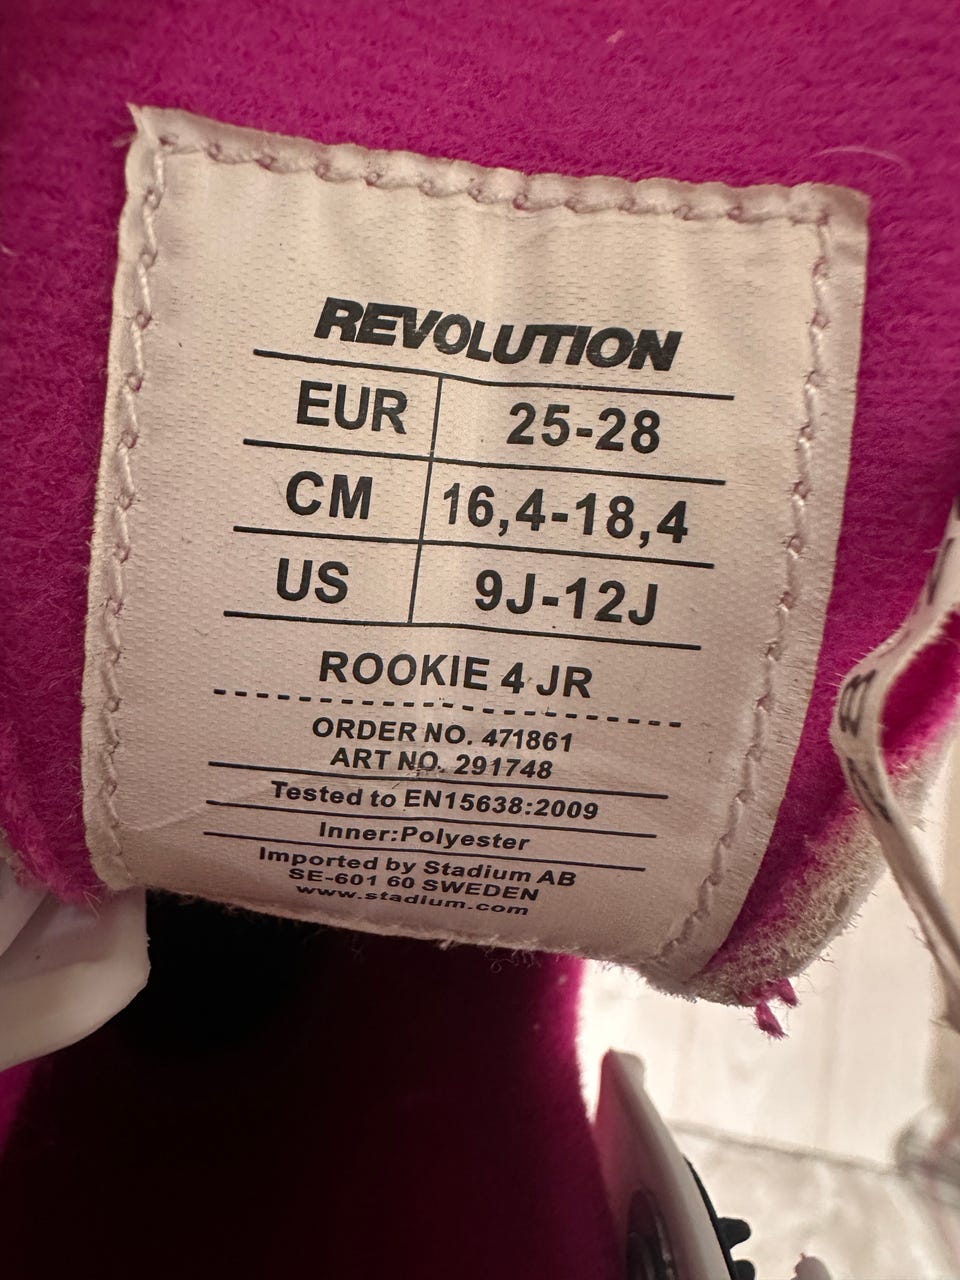 REVOLUTION
EUR 25-28
CM 16,4-18,4
US 9J-12J
ROOKIE 4 JR
ORDER NO. 471861
ART NO. 291748
Tested to EN15638:2009
Inner:Polyester
Imported by Stadium AB
SE-601 60 SWEDEN
www.stadium.com